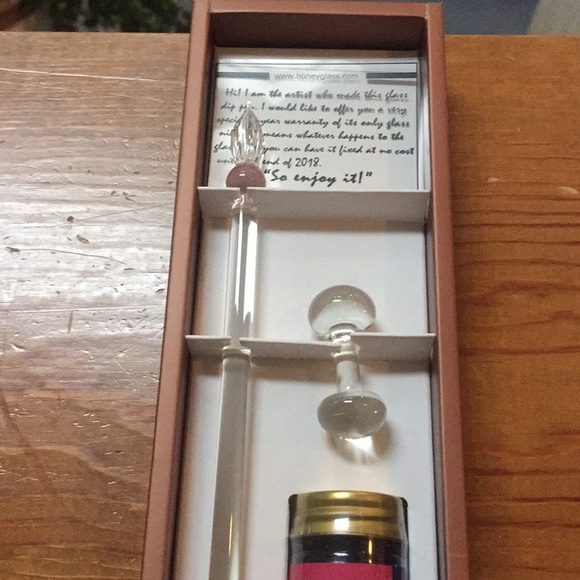 www.honeyglass.com
Hi! I am the artist who made this glass
dip pen. I would like to offer you a very
year warranty of its only glass
means whatever happens to the
you can have it fixed at no cost
end of 2018.
"So enjoy it!"